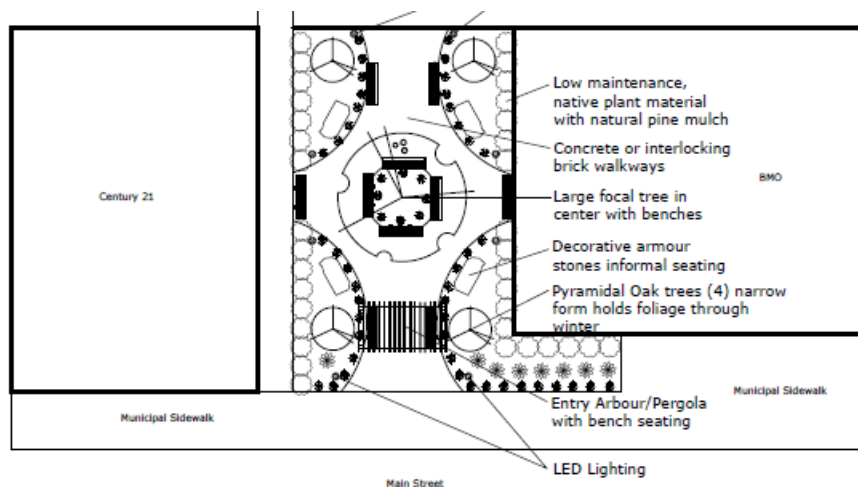 Low maintenance,
native plant material
with natural pine mulch
Concrete or interlocking
brick walkways
BMO
Century 21
Large focal tree in
center with benches
Decorative armour
stones informal seating
Pyramidal Oak trees (4) narrow
form holds foliage through
winter
Municipal Sidewalk
Entry Arbour/Pergola
with bench seating
Municipal Sidewalk
LED Lighting
Main Street